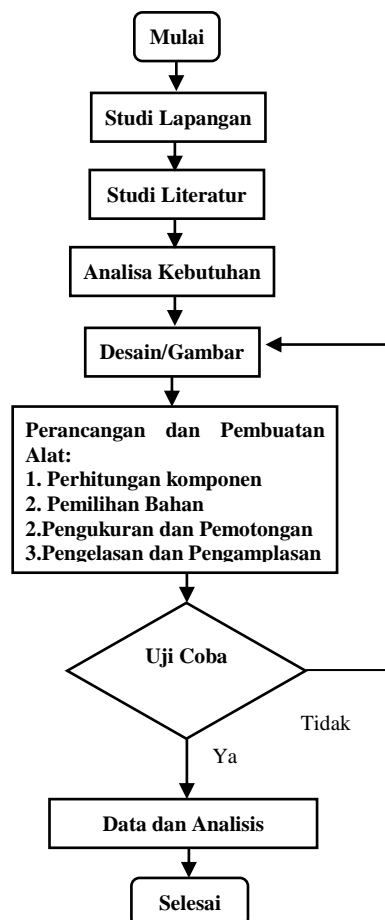 Mulai
Studi Lapangan
Studi Literatur
Analisa Kebutuhan
Desain/Gambar
Perancangan dan Pembuatan
Alat:
1. Perhitungan komponen
2. Pemilihan Bahan
2.Pengukuran dan Pemotongan
3.Pengelasan dan Pengamplasan
Uji Coba
Tidak
Ya
Data dan Analisis
Selesai